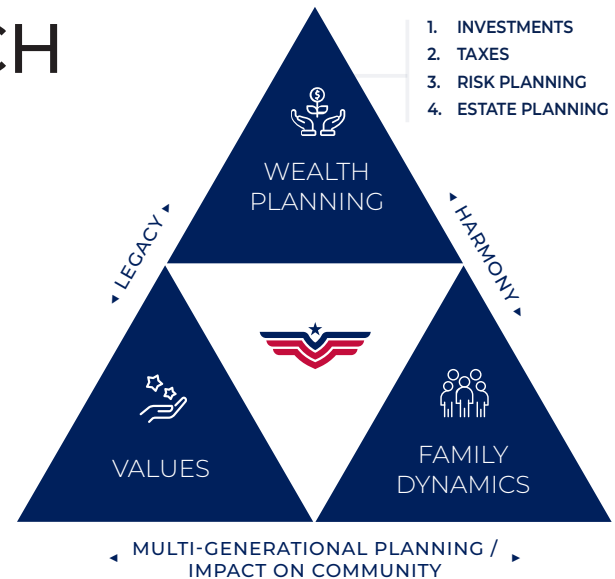 CH
1. INVESTMENTS
2. TAXES
3. RISK PLANNING
4. ESTATE PLANNING
$
WEALTH
PLANNING
LEGACY
HARMONY
VALUES
FAMILY
DYNAMICS
MULTI-GENERATIONAL PLANNING /
IMPACT ON COMMUNITY